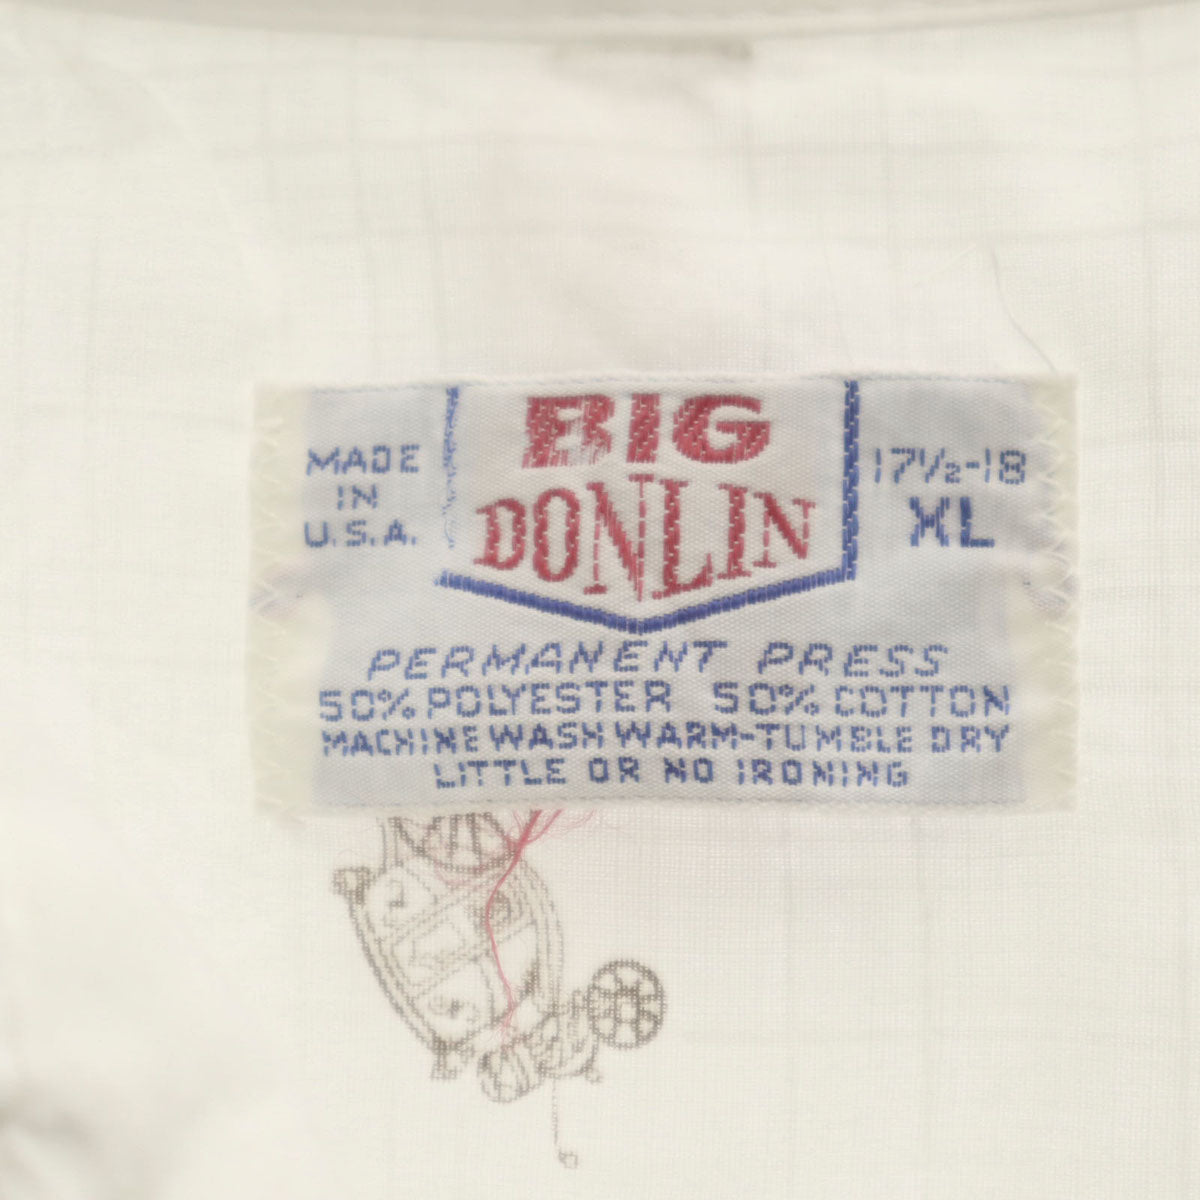 MADE
IN
U.S.A.
BIG
DONLIN
17½-18
XL
PERMANENT PRESS
50% POLYESTER 50% COTTON
MACHINE WASH WARM-TUMBLE DRY
LITTLE OR NO IRONING